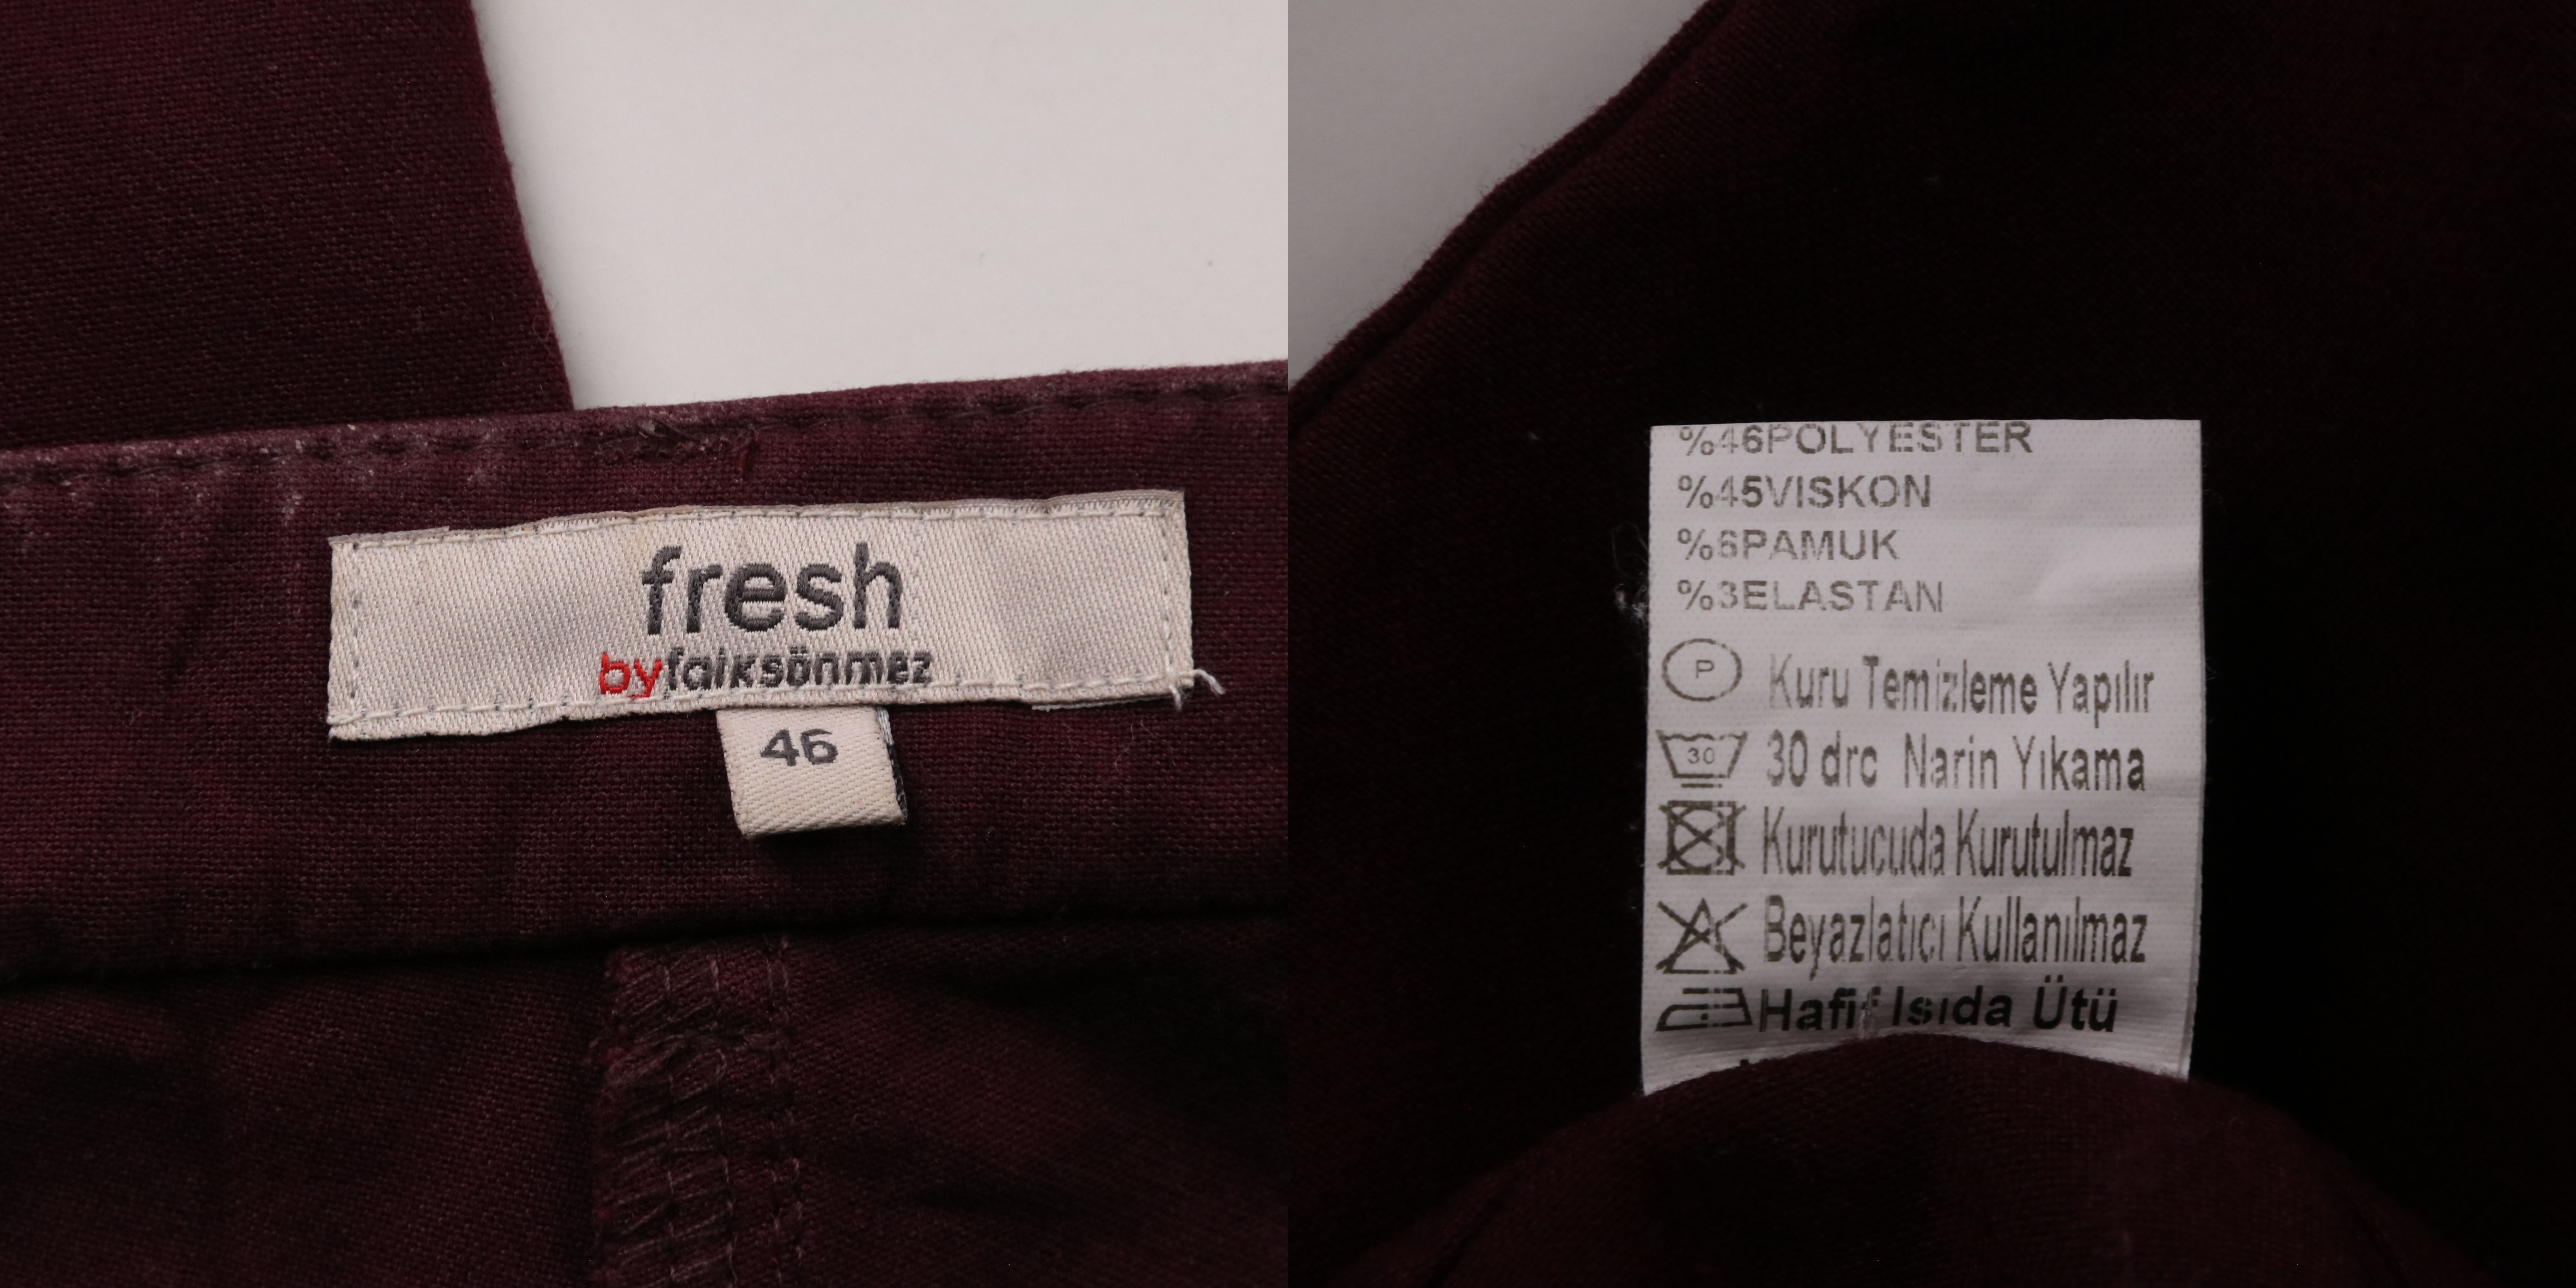 fresh
byfaiksönmez
46
%46POLYESTER
%45VISKON
%6PAMUK
%3ELASTAN
P Kuru Temizleme Yapılır
30 30 drc Narin Yıkama
Kurutucuda Kurutulmaz
Beyazlatıcı Kullanılmaz
Hafif Isıda Ütü